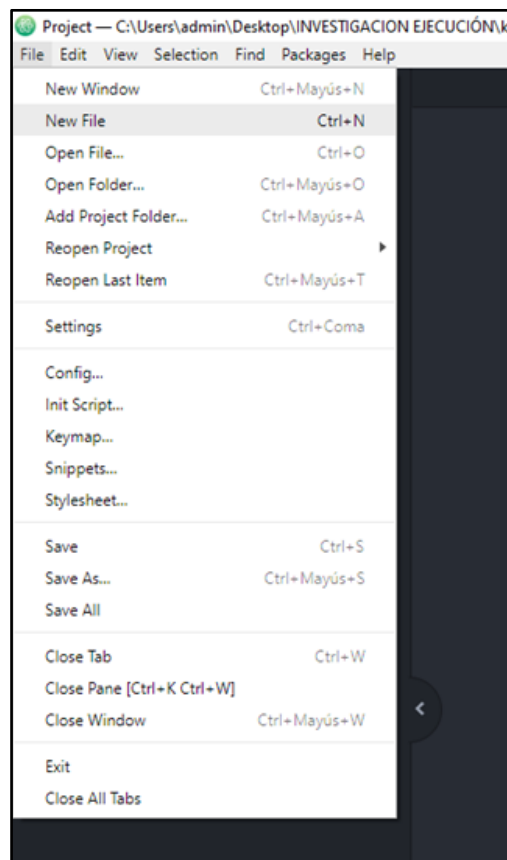 Project — C:\Users\admin\Desktop\INVESTIGACION EJECUCIÓN\k
File Edit View Selection Find Packages Help
New Window Ctrl+Mayús+N
New File Ctrl+N
Open File... Ctrl+O
Open Folder... Ctrl+Mayús+O
Add Project Folder... Ctrl+Mayús+A
Reopen Project
Reopen Last Item Ctrl+Mayús+T
Settings Ctrl+Coma
Config...
Init Script...
Keymap...
Snippets...
Stylesheet...
Save Ctrl+S
Save As... Ctrl+Mayús+S
Save All
Close Tab Ctrl+W
Close Pane [Ctrl+K Ctrl+W]
Close Window Ctrl+Mayús+W
Exit
Close All Tabs